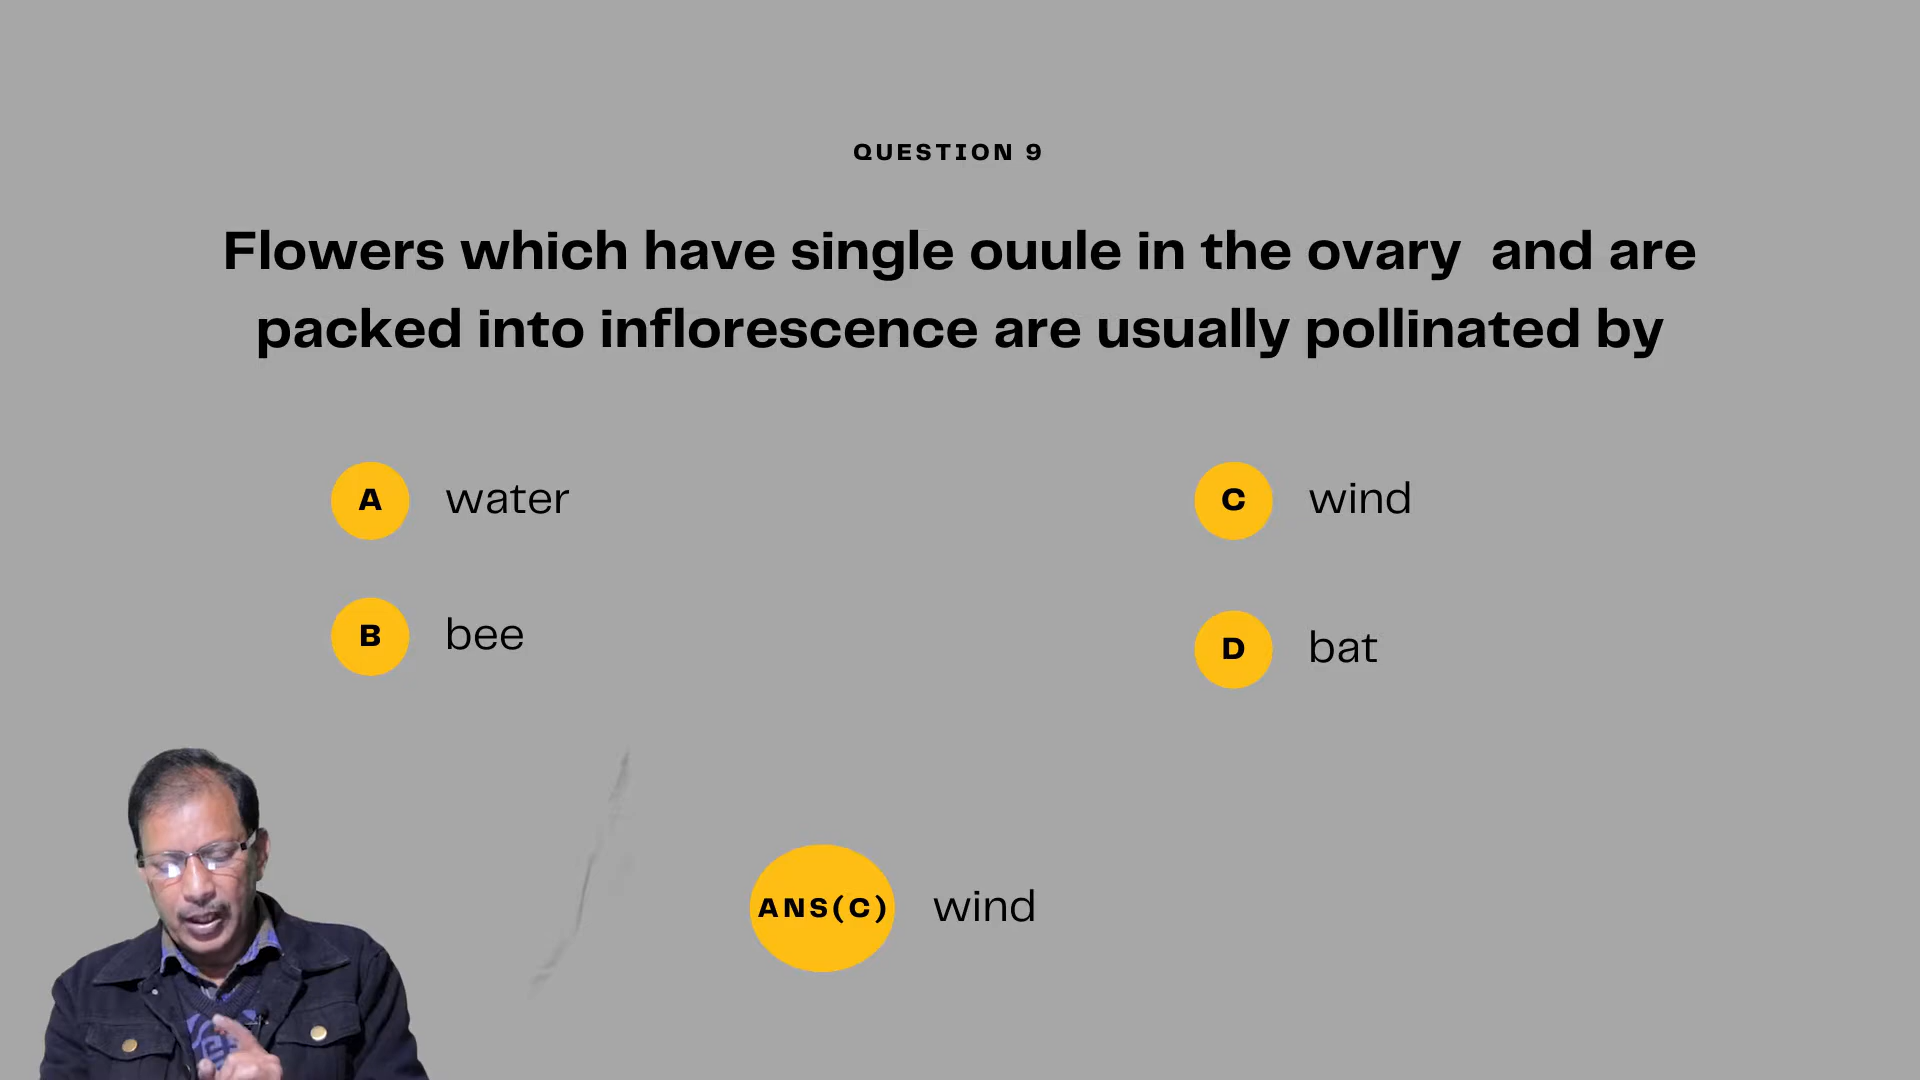 QUESTION 9
Flowers which have single ouule in the ovary and are
packed into inflorescence are usually pollinated by
A water
B bee
C wind
D bat
ANS(C) wind